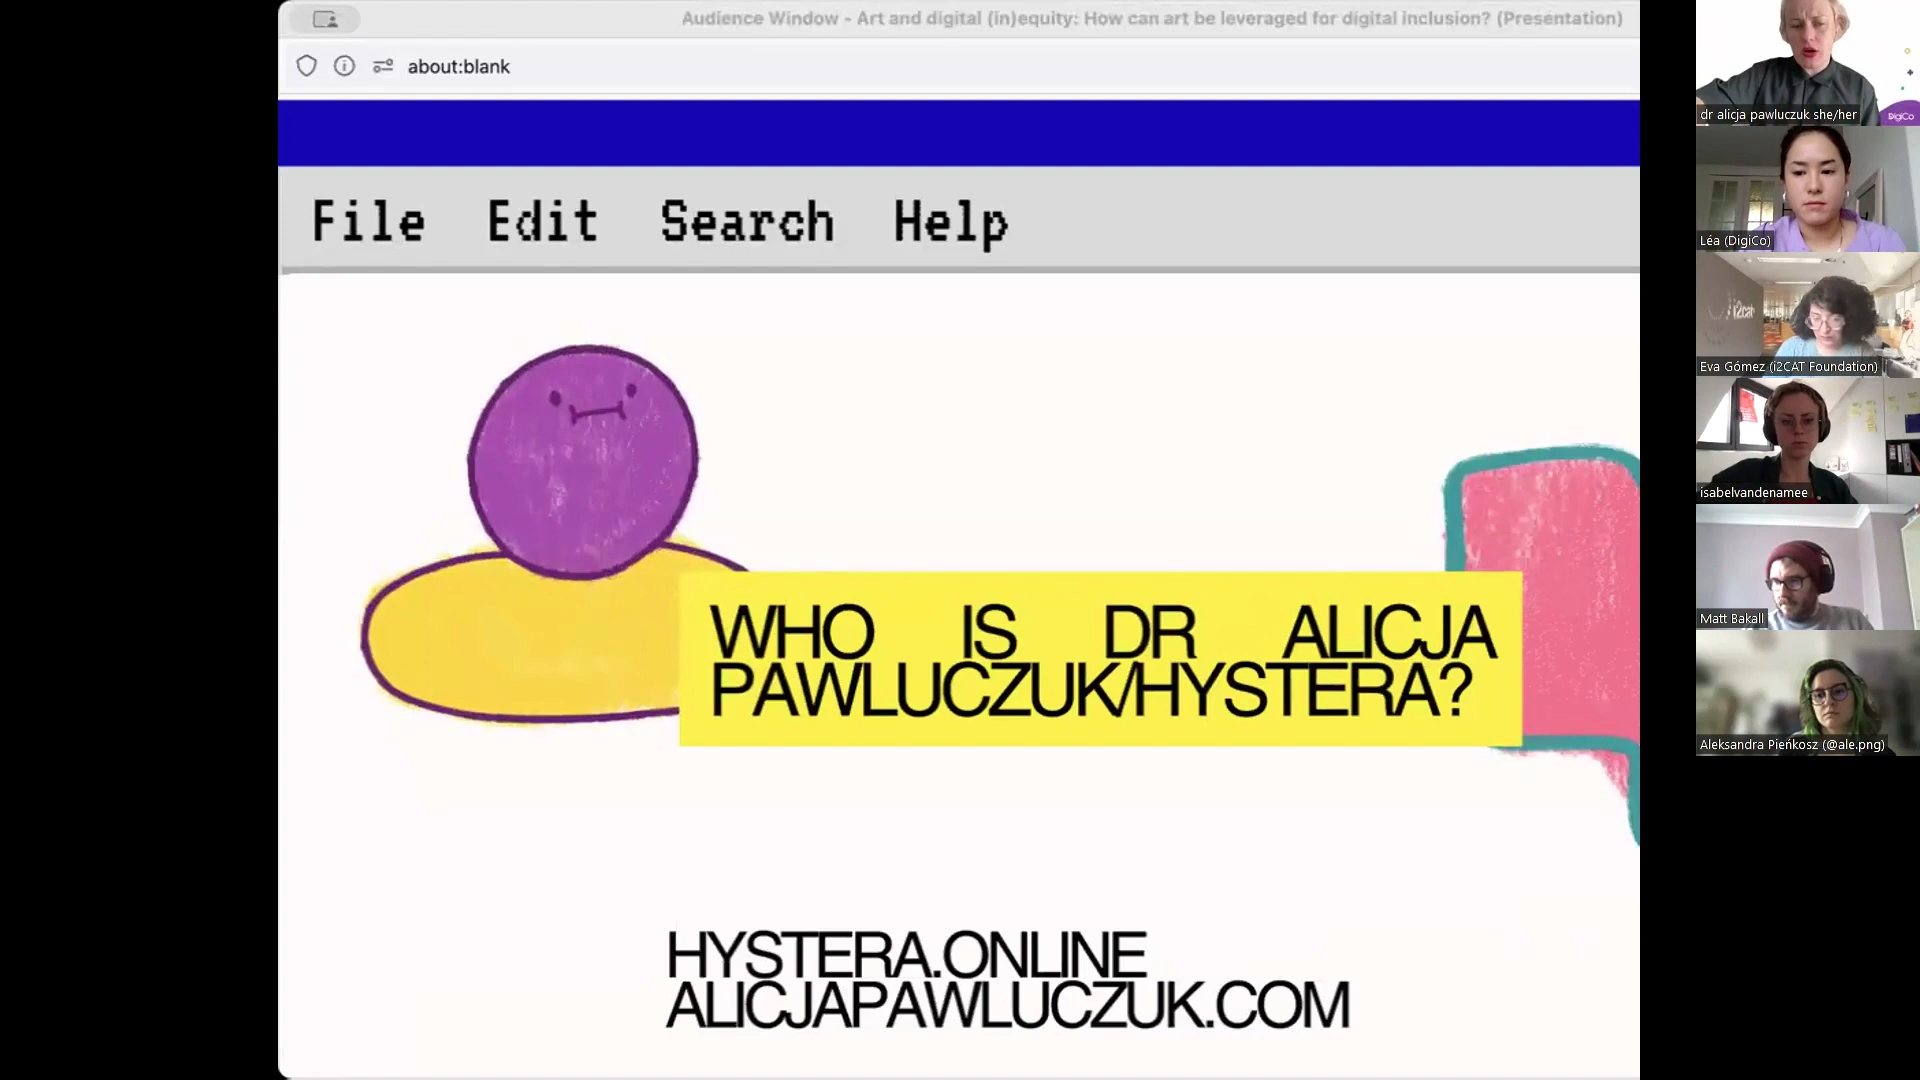 Audience Window - Art and digital (in)equity: How can art be leveraged for digital inclusion? (Presentation)
about:blank
File Edit Search Help
WHO IS DR ALICJA
PAWLUCZUK/HYSTERA?
HYSTERA.ONLINE
ALICJAPAWLUCZUK.COM
dr alicja pawluczuk she/her
DigiCo
Léa (DigiCo)
i2cat
Eva Gómez (i2CAT Foundation)
isabelvandenamee
Matt Bakall
Aleksandra Pieńkosz (@ale.png)